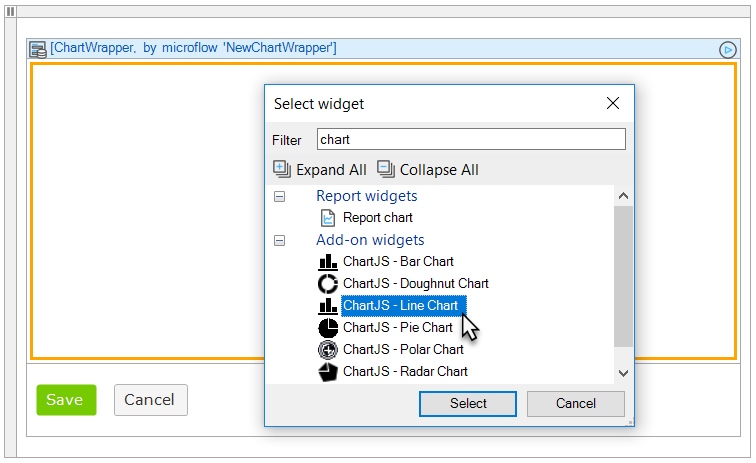 [ChartWrapper, by microflow 'NewChartWrapper']
Select widget
Filter chart
Expand All Collapse All
Report widgets
Report chart
Add-on widgets
ChartJS - Bar Chart
ChartJS - Doughnut Chart
ChartJS - Line Chart
ChartJS - Pie Chart
ChartJS - Polar Chart
ChartJS - Radar Chart
Select Cancel
Save Cancel